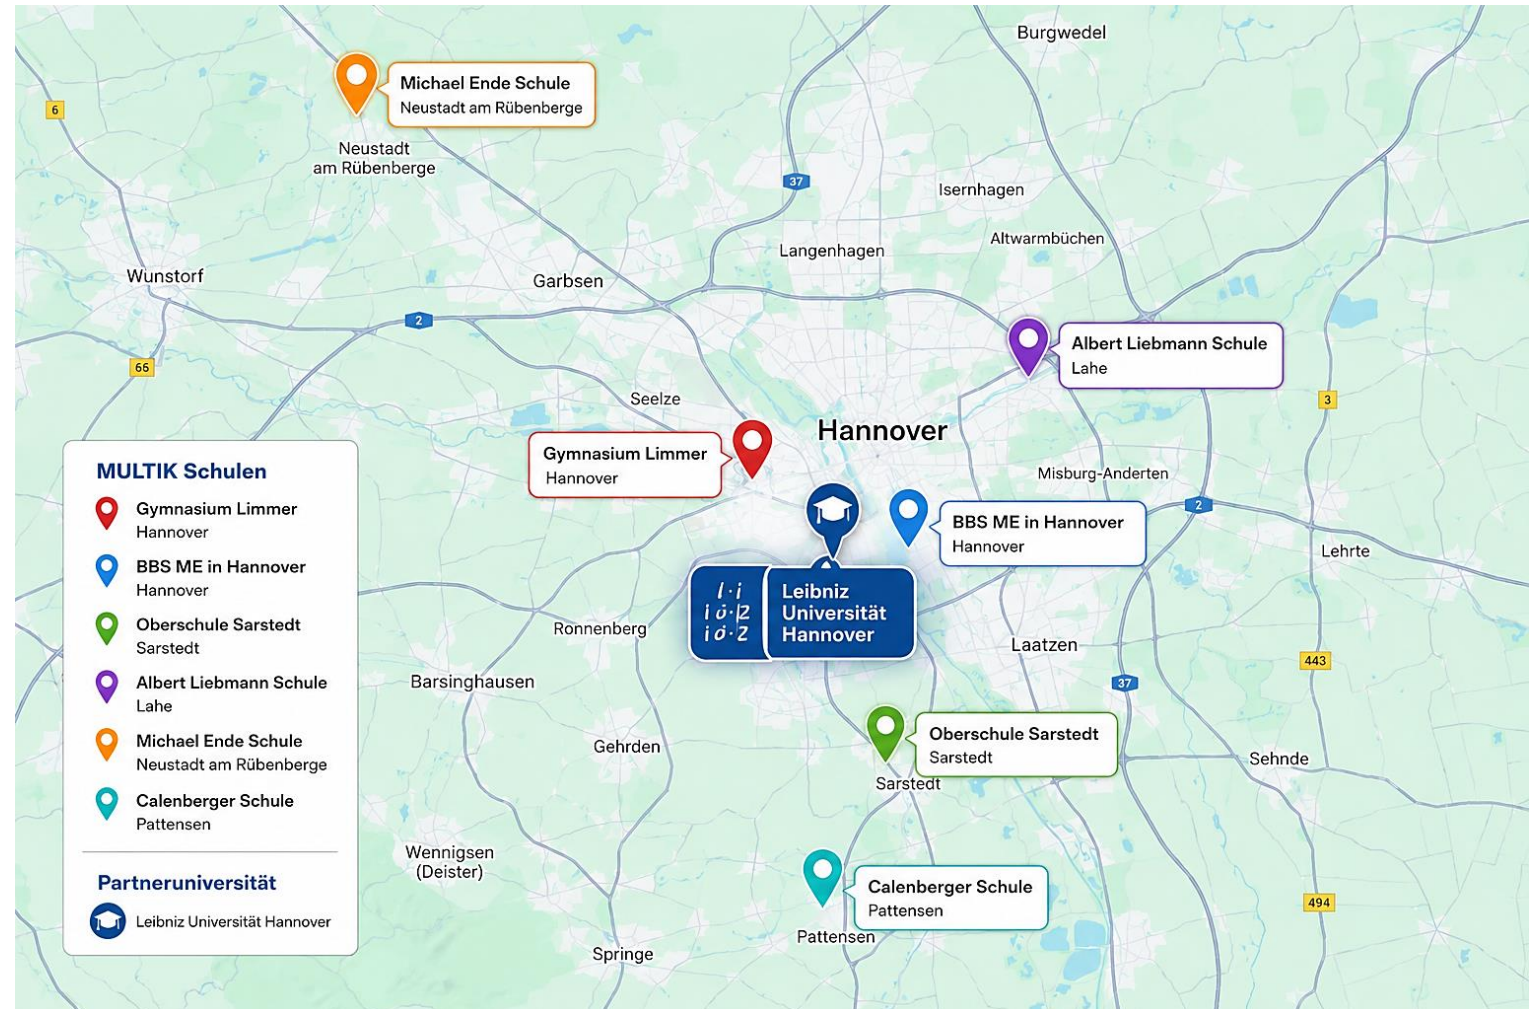 Burgwedel
Michael Ende Schule
Neustadt am Rübenberge
6
Neustadt
am Rübenberge
37
Isernhagen
Altwarmbüchen
Langenhagen
Wunstorf
Garbsen
2
Albert Liebmann Schule
Lahe
66
Seelze
3
Hannover
Gymnasium Limmer
Hannover
Misburg-Anderten
2
BBS ME in Hannover
Hannover
Lehrte
Leibniz
Universität
Hannover
Ronnenberg
Laatzen
443
Barsinghausen
37
Gehrden
Oberschule Sarstedt
Sarstedt
Sehnde
Sarstedt
Wennigsen
(Deister)
Calenberger Schule
Pattensen
494
Pattensen
Springe
MULTIK Schulen
Gymnasium Limmer
Hannover
BBS ME in Hannover
Hannover
Oberschule Sarstedt
Sarstedt
Albert Liebmann Schule
Lahe
Michael Ende Schule
Neustadt am Rübenberge
Calenberger Schule
Pattensen
Partneruniversität
Leibniz Universität Hannover